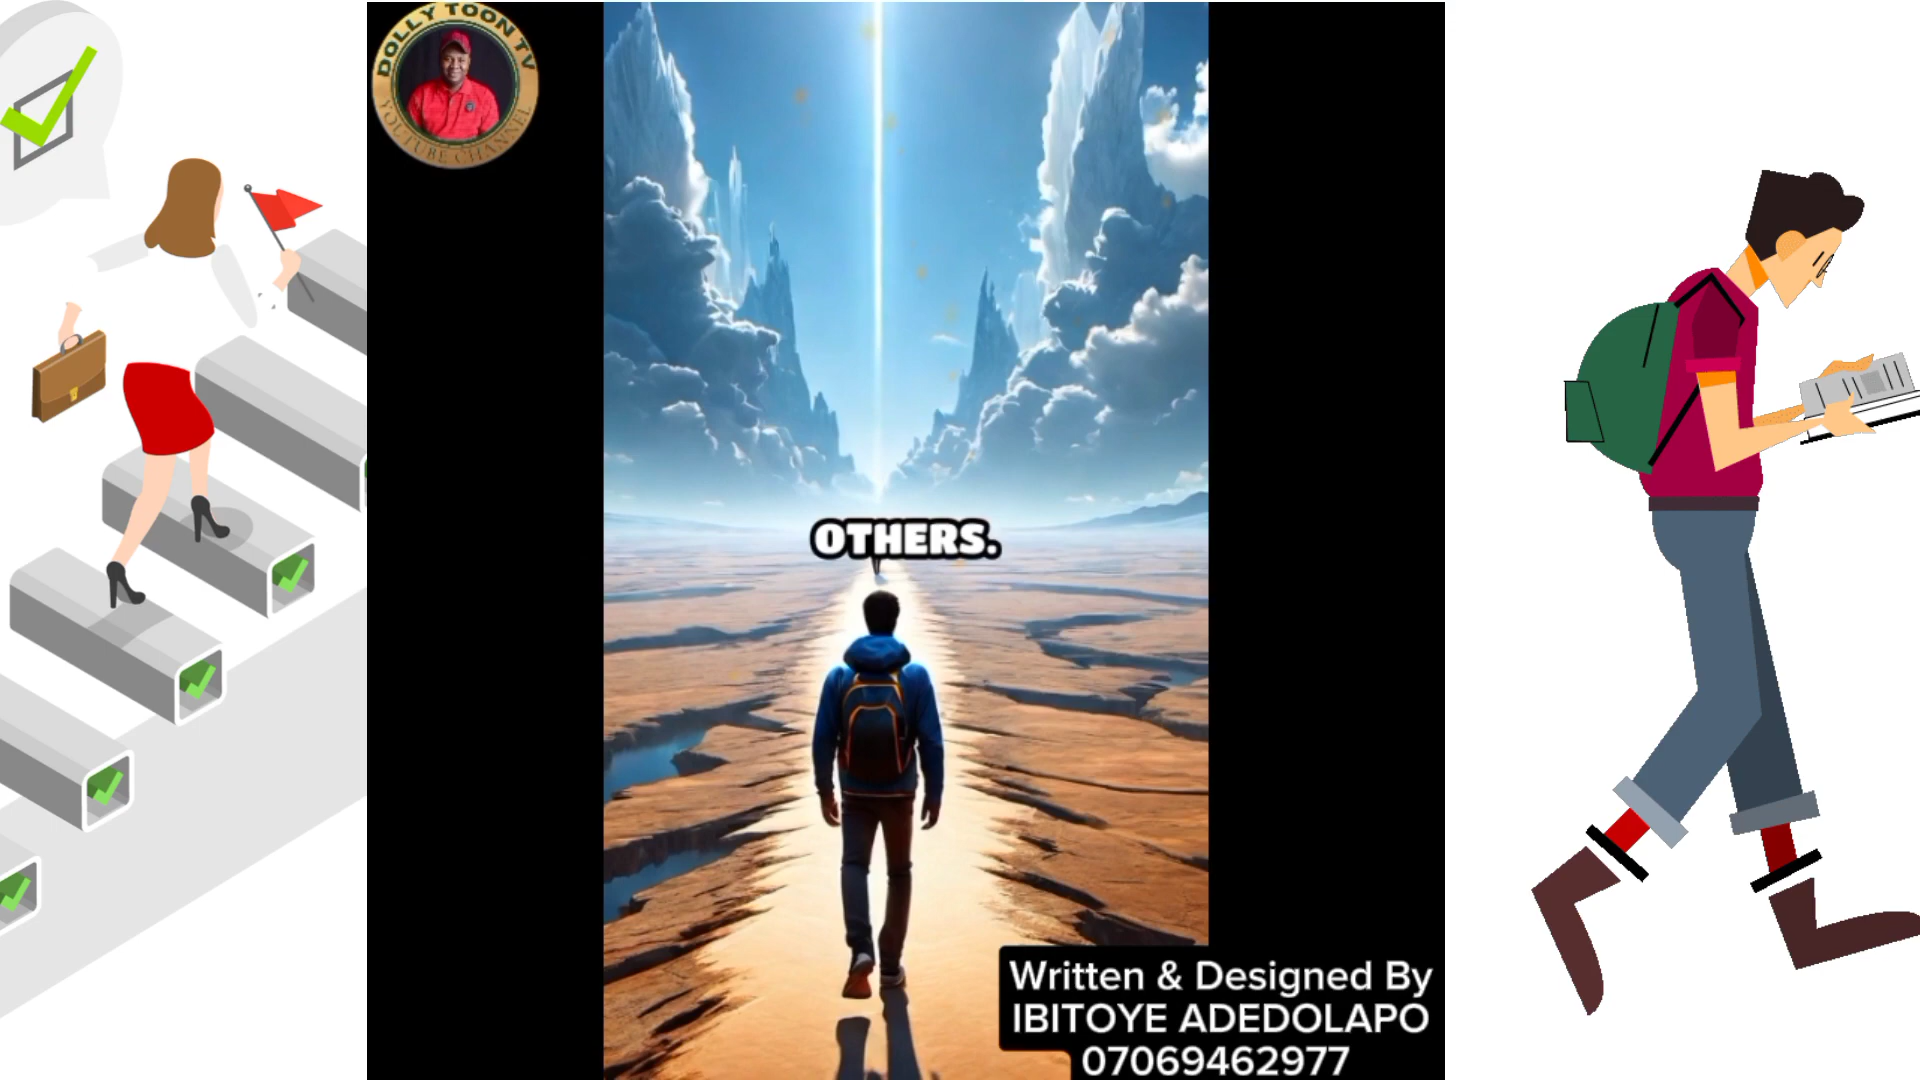 DOLLY TOON TV
YOUTUBE CHANNEL
OTHERS.
Written & Designed By
IBITOYE ADEDOLAPO
07069462977